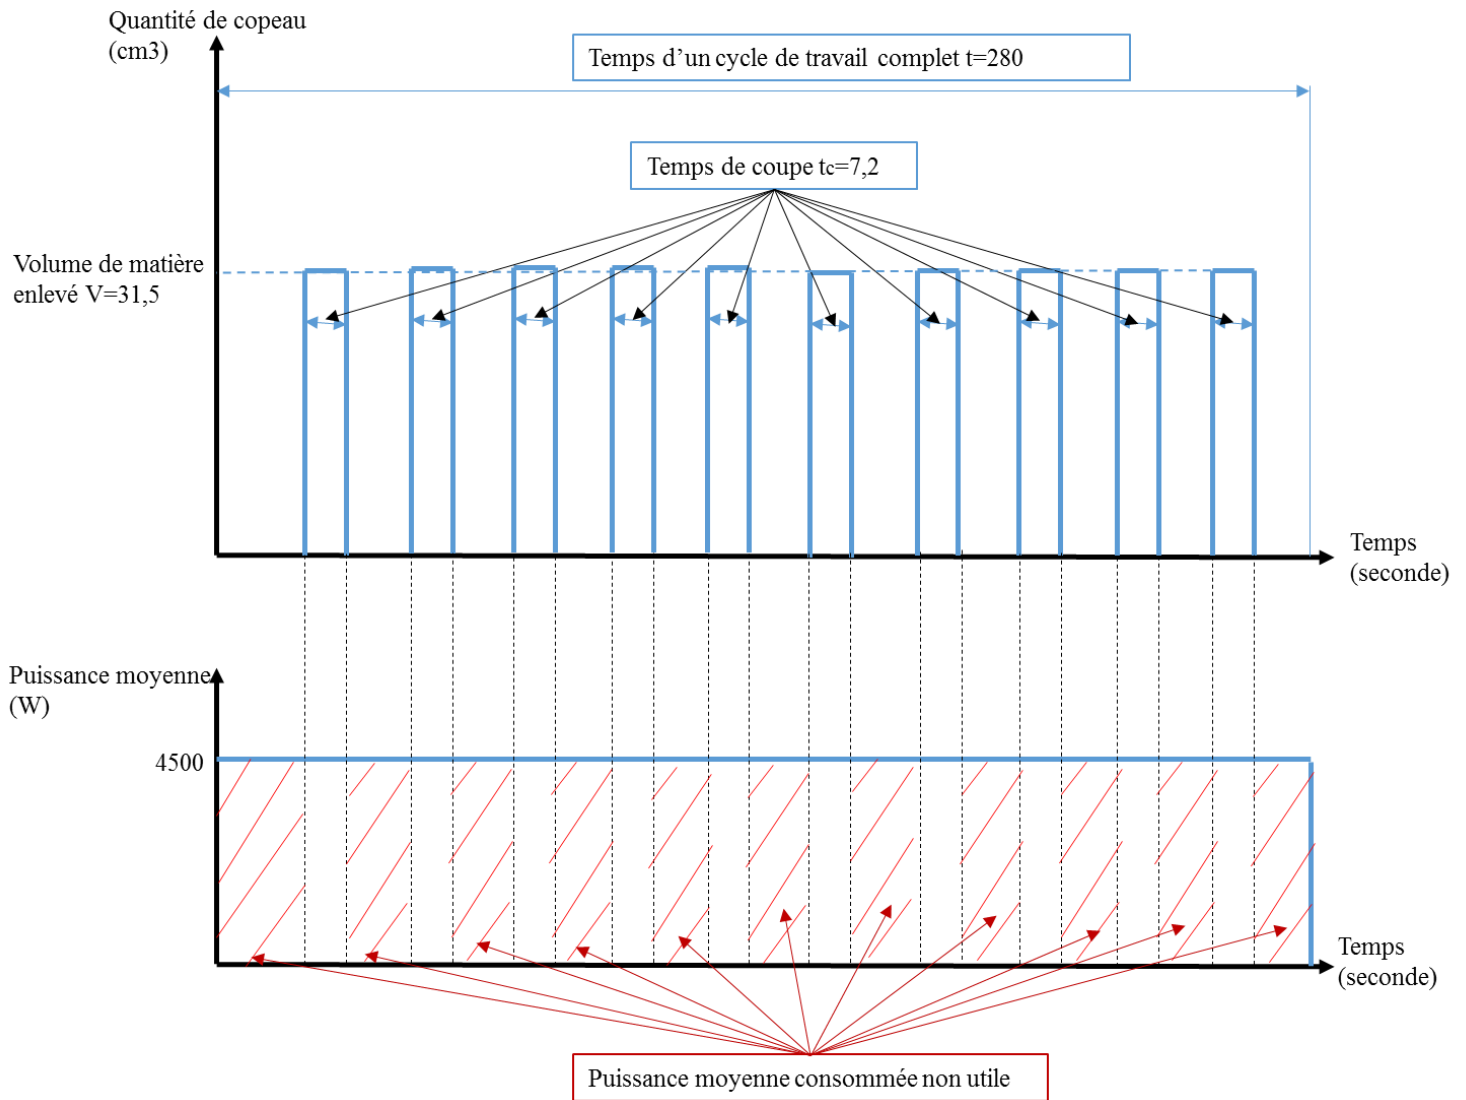 Quantité de copeau
(cm3)
Temps d’un cycle de travail complet t=280
Temps de coupe tc=7,2
Volume de matière
enlevé V=31,5
Temps
(seconde)
Puissance moyenne
(W)
4500
Temps
(seconde)
Puissance moyenne consommée non utile